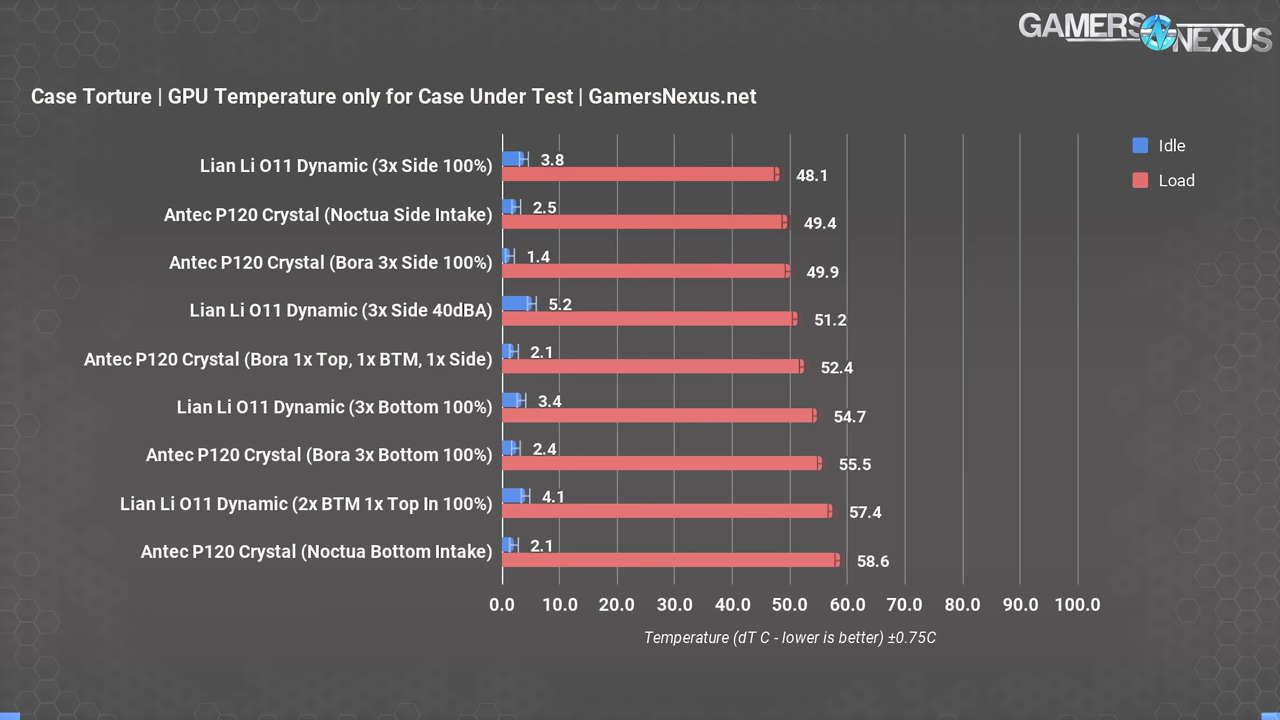 GAMERS NEXUS
Case Torture | GPU Temperature only for Case Under Test | GamersNexus.net
Idle
Load
Lian Li O11 Dynamic (3x Side 100%) 3.8 48.1
Antec P120 Crystal (Noctua Side Intake) 2.5 49.4
Antec P120 Crystal (Bora 3x Side 100%) 1.4 49.9
Lian Li O11 Dynamic (3x Side 40dBA) 5.2 51.2
Antec P120 Crystal (Bora 1x Top, 1x BTM, 1x Side) 2.1 52.4
Lian Li O11 Dynamic (3x Bottom 100%) 3.4 54.7
Antec P120 Crystal (Bora 3x Bottom 100%) 2.4 55.5
Lian Li O11 Dynamic (2x BTM 1x Top In 100%) 4.1 57.4
Antec P120 Crystal (Noctua Bottom Intake) 2.1 58.6
0.0 10.0 20.0 30.0 40.0 50.0 60.0 70.0 80.0 90.0 100.0
Temperature (dT C - lower is better) ±0.75C